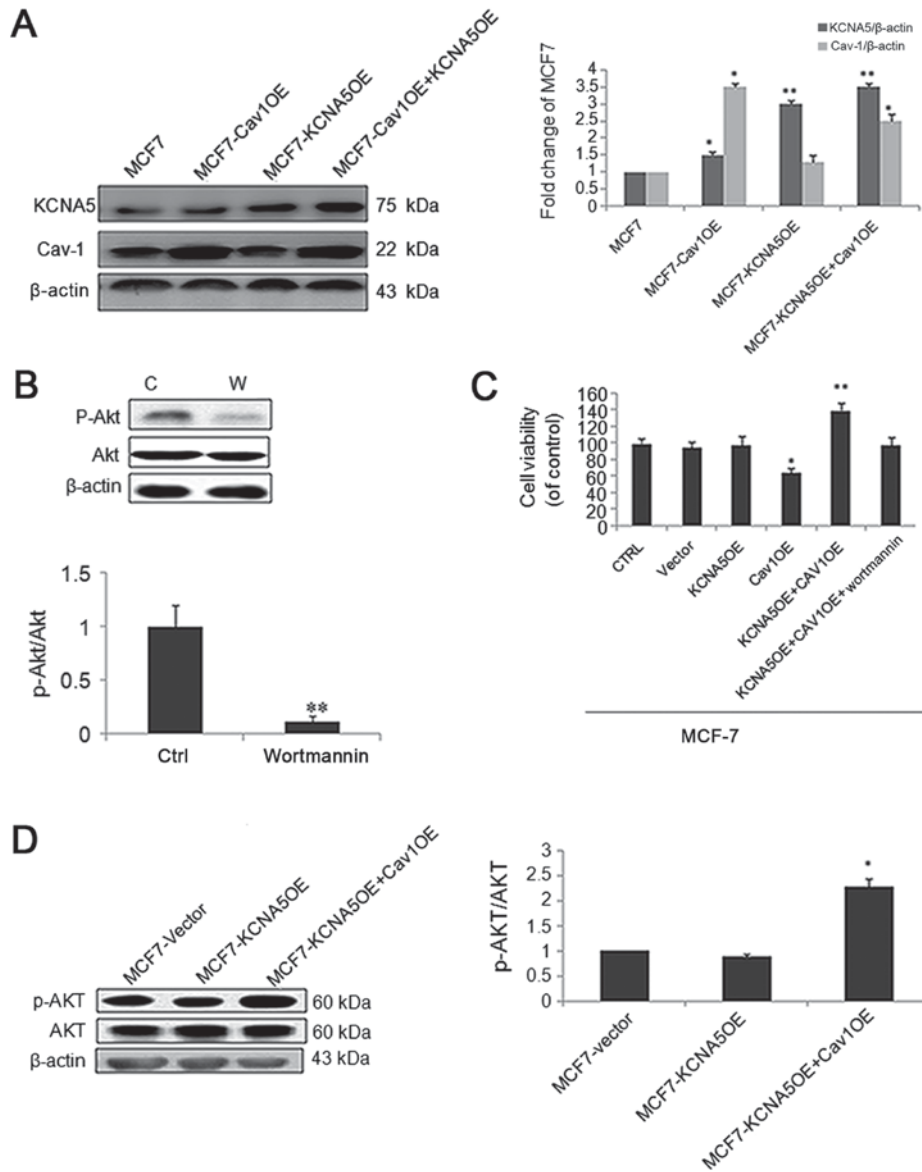 A
MCF7
MCF7-Cav1OE
MCF7-KCNA5OE
MCF7-Cav1OE+KCNA5OE
KCNA5
75 kDa
Cav-1
22 kDa
β-actin
43 kDa
KCNA5/β-actin
Cav-1/β-actin
Fold change of MCF7
4
3.5
3
2.5
2
1.5
1
0.5
0
*
*
**
**
*
MCF7
MCF7-Cav1OE
MCF7-KCNA5OE
MCF7-KCNA5OE+Cav1OE
B
C
W
P-Akt
Akt
β-actin
p-Akt/Akt
1.5
1
0.5
0
**
Ctrl
Wortmannin
C
Cell viability
(of control)
160
140
120
100
80
60
40
20
0
*
**
CTRL
Vector
KCNA5OE
Cav1OE
KCNA5OE+CAV1OE
KCNA5OE+CAV1OE+wortmannin
MCF-7
D
MCF7-Vector
MCF7-KCNA5OE
MCF7-KCNA5OE+Cav1OE
p-AKT
60 kDa
AKT
60 kDa
β-actin
43 kDa
p-AKT/AKT
3
2.5
2
1.5
1
0.5
0
*
MCF7-vector
MCF7-KCNA5OE
MCF7-KCNA5OE+Cav1OE